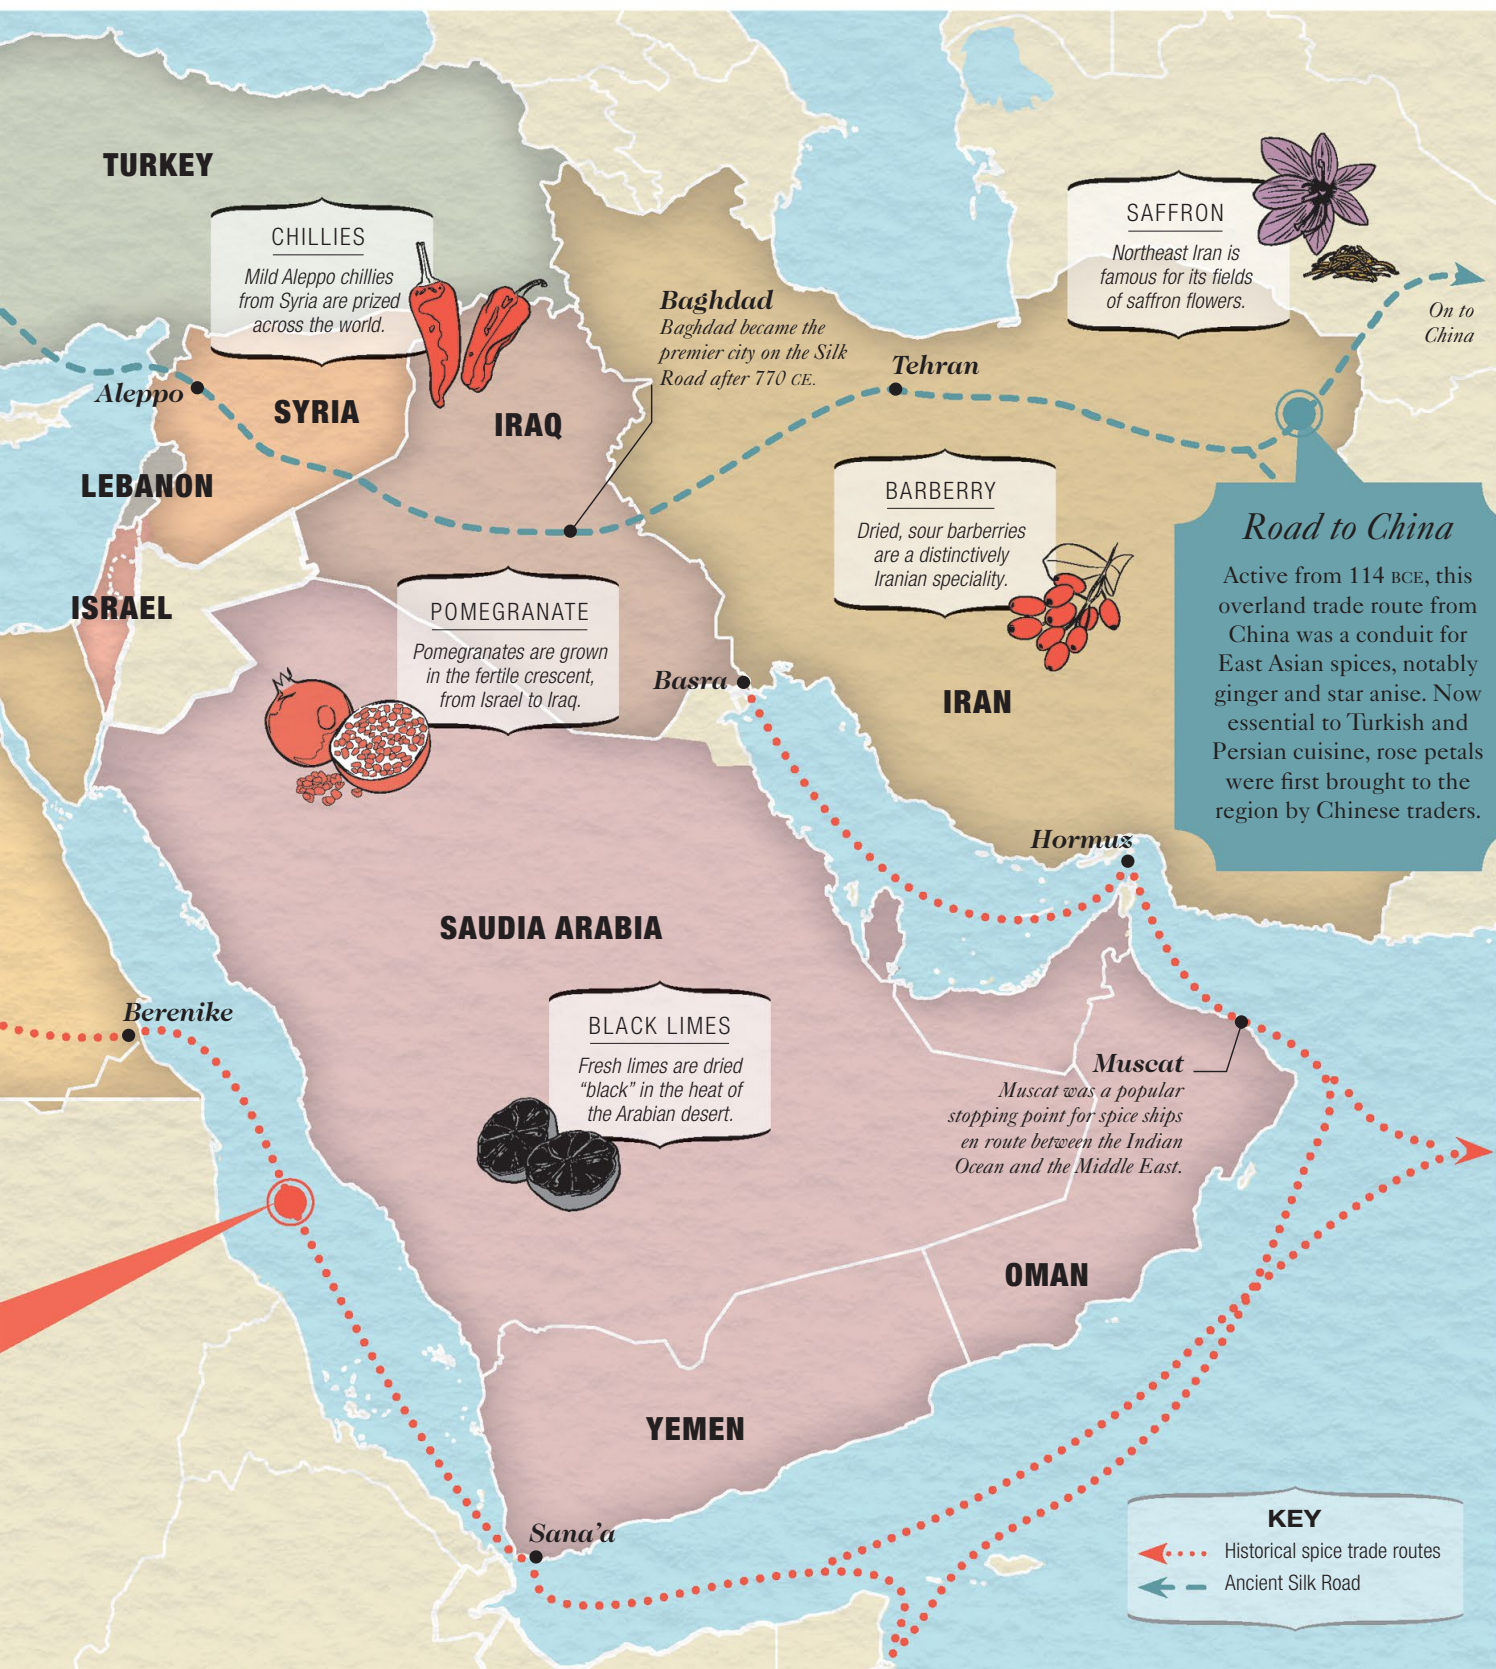 TURKEY
CHILLIES
Mild Aleppo chillies
from Syria are prized
across the world.
SAFFRON
Northeast Iran is
famous for its fields
of saffron flowers.
On to
China
Baghdad
Baghdad became the
premier city on the Silk
Road after 770 CE.
Tehran
Aleppo
SYRIA
IRAQ
LEBANON
BARBERRY
Dried, sour barberries
are a distinctively
Iranian speciality.
Road to China
Active from 114 BCE, this
overland trade route from
China was a conduit for
East Asian spices, notably
ginger and star anise. Now
essential to Turkish and
Persian cuisine, rose petals
were first brought to the
region by Chinese traders.
ISRAEL
POMEGRANATE
Pomegranates are grown
in the fertile crescent,
from Israel to Iraq.
Basra
IRAN
Hormuz
SAUDIA ARABIA
Berenike
BLACK LIMES
Fresh limes are dried
“black” in the heat of
the Arabian desert.
Muscat
Muscat was a popular
stopping point for spice ships
en route between the Indian
Ocean and the Middle East.
OMAN
YEMEN
Sana’a
KEY
Historical spice trade routes
Ancient Silk Road